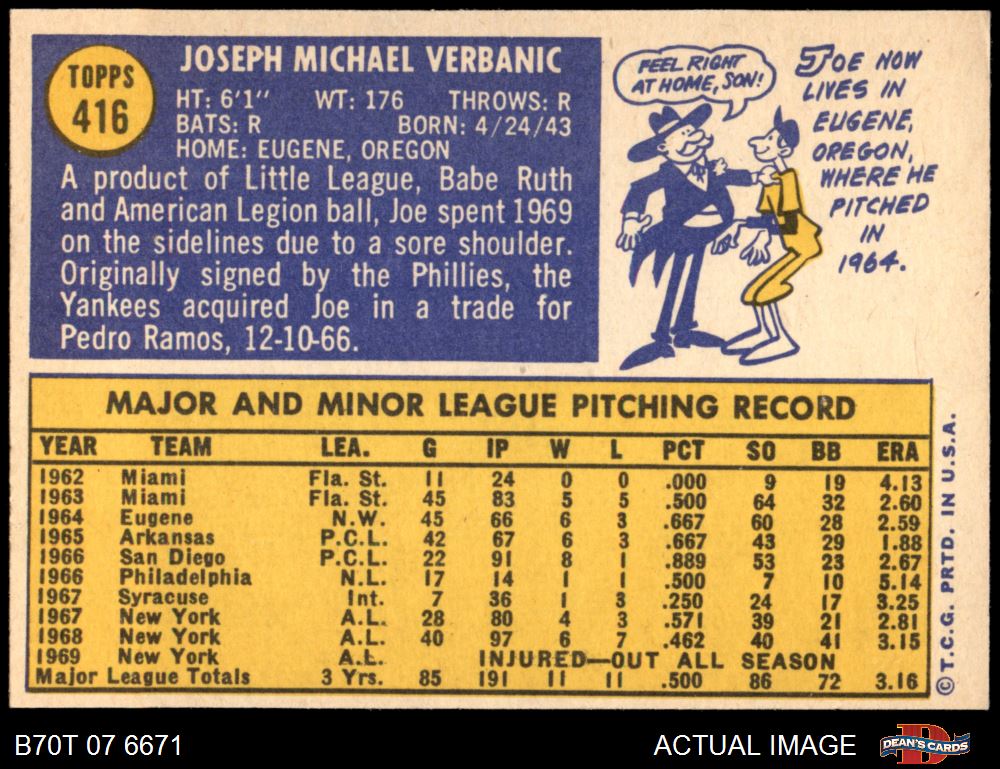 TOPPS
416
JOSEPH MICHAEL VERBANIC
HT: 6'1" WT: 176 THROWS: R
BATS: R BORN: 4/24/43
HOME: EUGENE, OREGON
A product of Little League, Babe Ruth
and American Legion ball, Joe spent 1969
on the sidelines due to a sore shoulder.
Originally signed by the Phillies, the
Yankees acquired Joe in a trade for
Pedro Ramos, 12-10-66.
FEEL RIGHT
AT HOME, SON!
JOE NOW
LIVES IN
EUGENE,
OREGON,
WHERE HE
PITCHED
IN
1964.
MAJOR AND MINOR LEAGUE PITCHING RECORD
YEAR TEAM LEA. G IP W L PCT SO BB ERA
1962 Miami Fla. St. 11 24 0 0 .000 9 19 4.13
1963 Miami Fla. St. 45 83 5 5 .500 64 32 2.60
1964 Eugene N.W. 45 66 6 3 .667 60 28 2.59
1965 Arkansas P.C.L. 42 67 6 3 .667 43 29 1.88
1966 San Diego P.C.L. 22 91 8 1 .889 53 23 2.67
1966 Philadelphia N.L. 17 14 1 1 .500 7 10 5.14
1967 Syracuse Int. 7 36 1 3 .250 24 17 3.25
1967 New York A.L. 28 80 4 3 .571 39 21 2.81
1968 New York A.L. 40 97 6 7 .462 40 41 3.15
1969 New York A.L. INJURED—OUT ALL SEASON
Major League Totals 3 Yrs. 85 191 11 11 .500 86 72 3.16
© T.C.G. PRTD. IN U.S.A.
B70T 07 6671
ACTUAL IMAGE
DEAN'S CARDS